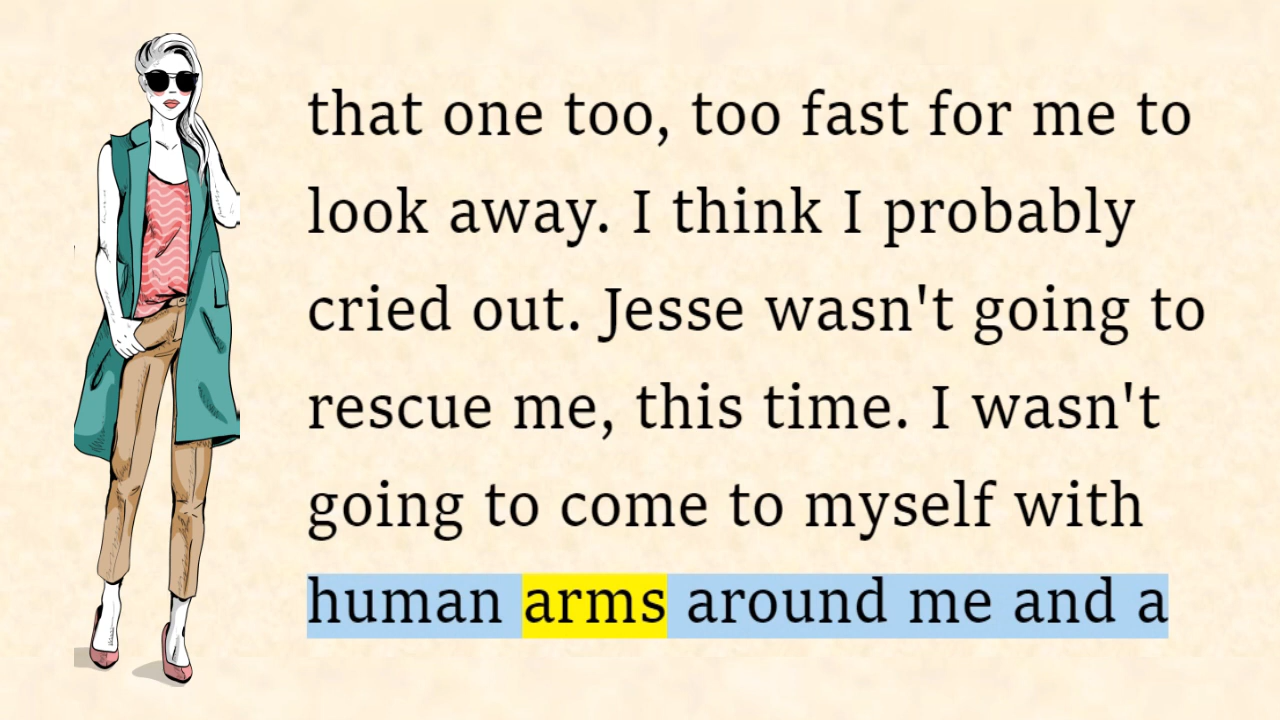 that one too, too fast for me to
look away. I think I probably
cried out. Jesse wasn't going to
rescue me, this time. I wasn't
going to come to myself with
human arms around me and a